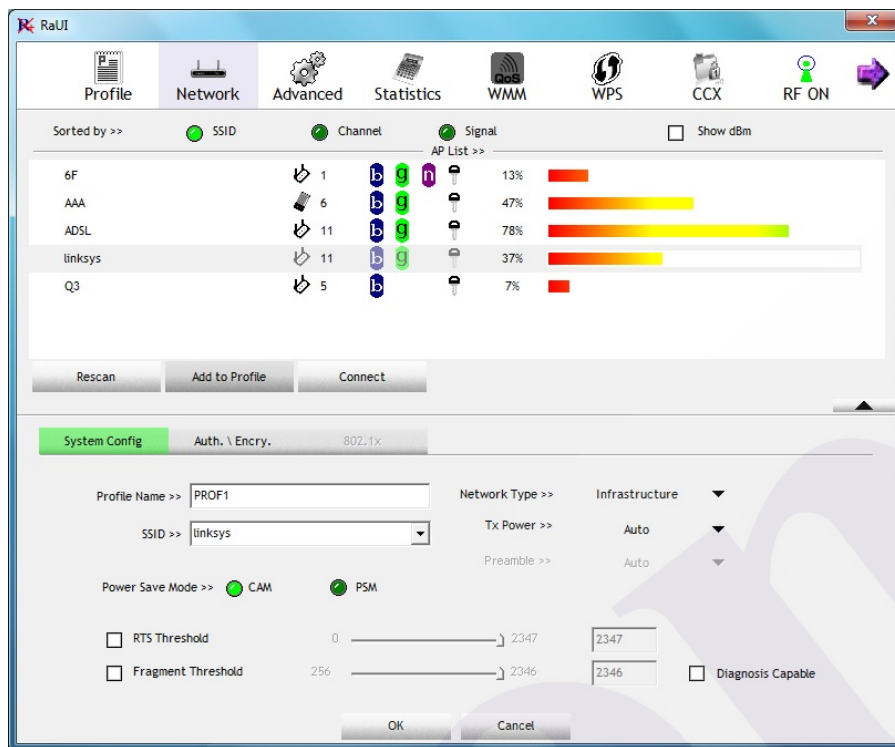 RaUI
Profile Network Advanced Statistics WMM WPS CCX RF ON
QoS
Sorted by >> SSID Channel Signal Show dBm
AP List >>
6F 1 b g n 13%
AAA 6 b g 47%
ADSL 11 b g 78%
linksys 11 b g 37%
Q3 5 b 7%
Rescan Add to Profile Connect
System Config Auth. \ Encry. 802.1x
Profile Name >> PROF1 Network Type >> Infrastructure
SSID >> linksys Tx Power >> Auto
Preamble >> Auto
Power Save Mode >> CAM PSM
RTS Threshold 0 2347 2347
Fragment Threshold 256 2346 2346 Diagnosis Capable
OK Cancel